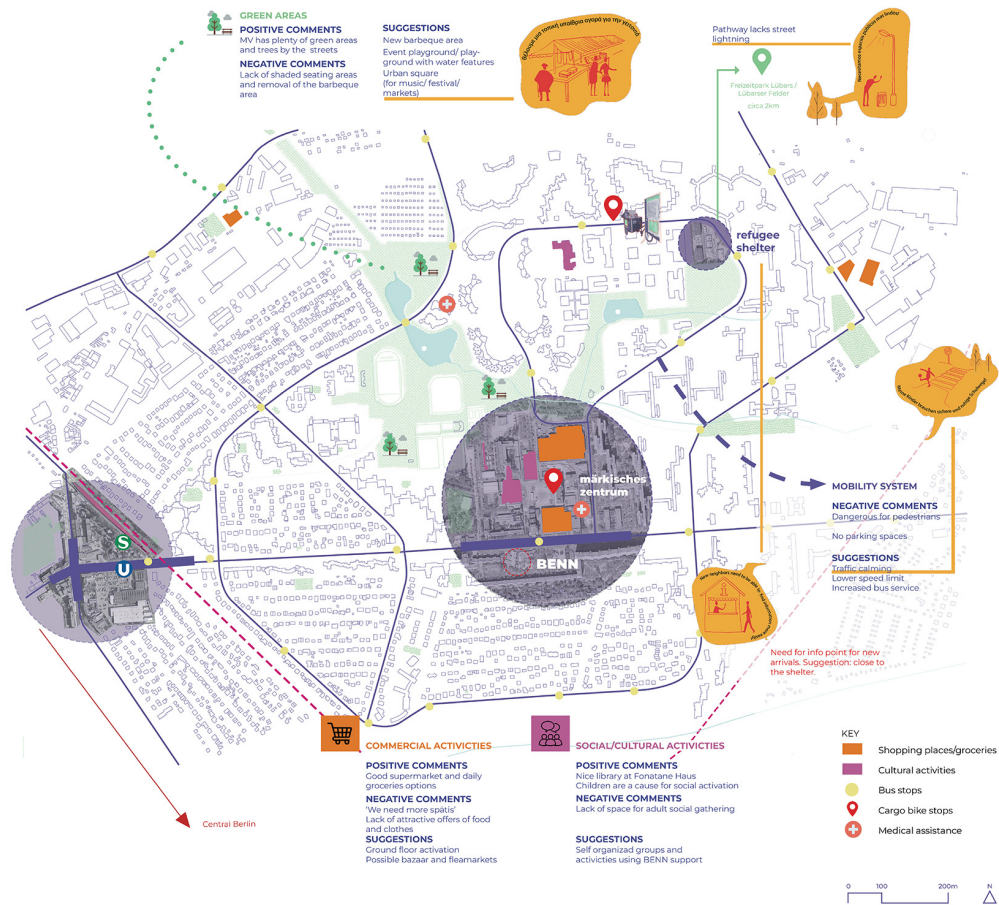 GREEN AREAS
POSITIVE COMMENTS
MV has plenty of green areas
and trees by the streets
NEGATIVE COMMENTS
Lack of shaded seating areas
and removal of the barbeque
area
SUGGESTIONS
New barbeque area
Event playground/ play-
ground with water features
Urban square
(for music/ festival/
markets)
Pathway lacks street
lightning
Freizeitpark Lübers /
Lübarser Felder
circa 2km
refugee
shelter
märkisches
zentrum
BENN
S
U
MOBILITY SYSTEM
NEGATIVE COMMENTS
Dangerous for pedestrians
No parking spaces
SUGGESTIONS
Traffic calming
Lower speed limit
Increased bus service
Need for info point for new
arrivals. Suggestion: close to
the shelter.
Central Berlin
COMMERCIAL ACTIVICTIES
POSITIVE COMMENTS
Good supermarket and daily
groceries options
NEGATIVE COMMENTS
'We need more spätis'
Lack of attractive offers of food
and clothes
SUGGESTIONS
Ground floor activation
Possible bazaar and fleamarkets
SOCIAL/CULTURAL ACTIVICTIES
POSITIVE COMMENTS
Nice library at Fonatane Haus
Children are a cause for social activation
NEGATIVE COMMENTS
Lack of space for adult social gathering
SUGGESTIONS
Self organizad groups and
activcties using BENN support
KEY
Shopping places/groceries
Cultural activities
Bus stops
Cargo bike stops
Medical assistance
0 100 200m N